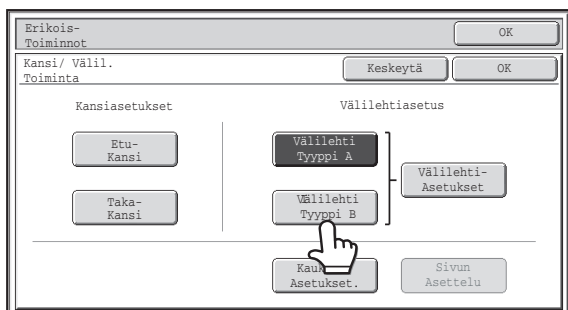 Erikois-
Toiminnot
OK
Kansi/ Välil.
Toiminta
Keskeytä
OK
Kansiasetukset
Välilehtiasetus
Etu-
Kansi
Välilehti
Tyyppi A
Välilehti-
Asetukset
Taka-
Kansi
Välilehti
Tyyppi B
Asetukset.
Sivun
Asettelu